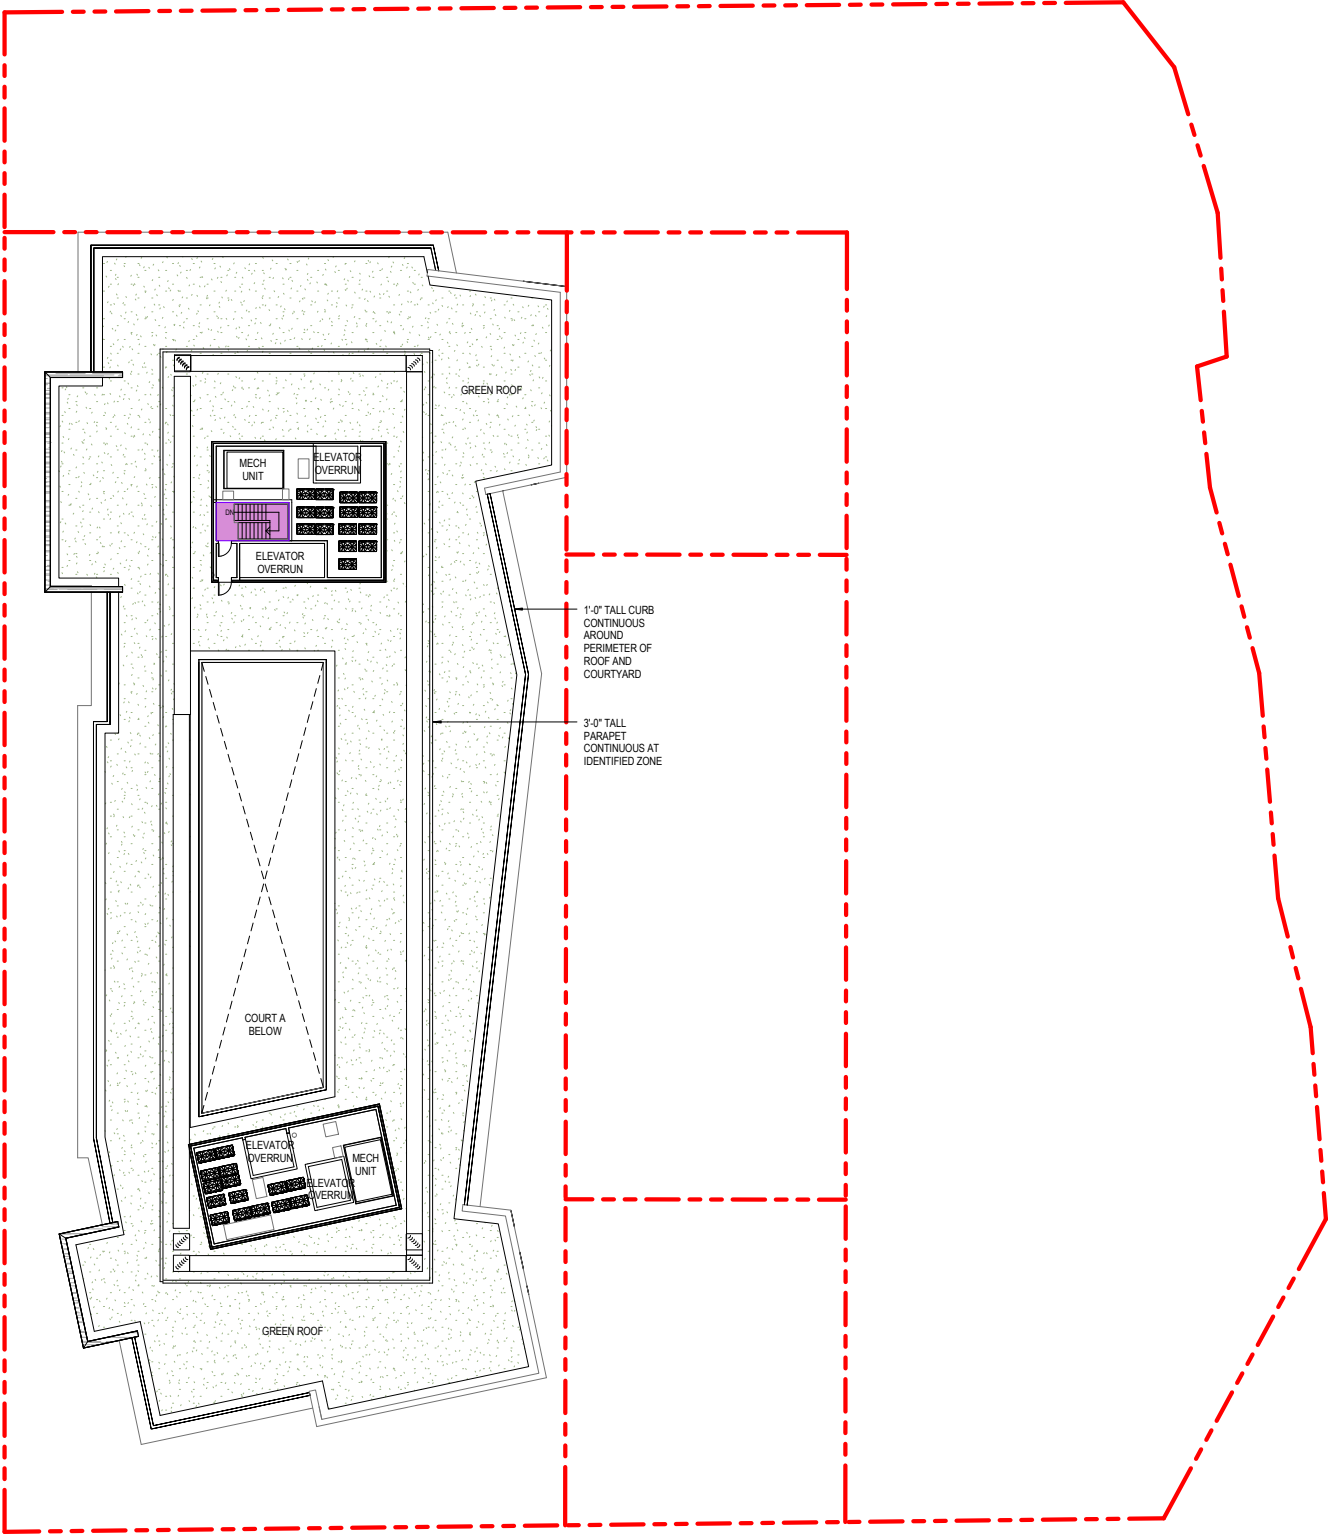 GREEN ROOF
MECH
UNIT
ELEVATOR
OVERRUN
DN
ELEVATOR
OVERRUN
1'-0" TALL CURB
CONTINUOUS
AROUND
PERIMETER OF
ROOF AND
COURTYARD
3'-0" TALL
PARAPET
CONTINUOUS AT
IDENTIFIED ZONE
COURT A
BELOW
ELEVATOR
OVERRUN
MECH
UNIT
ELEVATOR
OVERRUN
GREEN ROOF